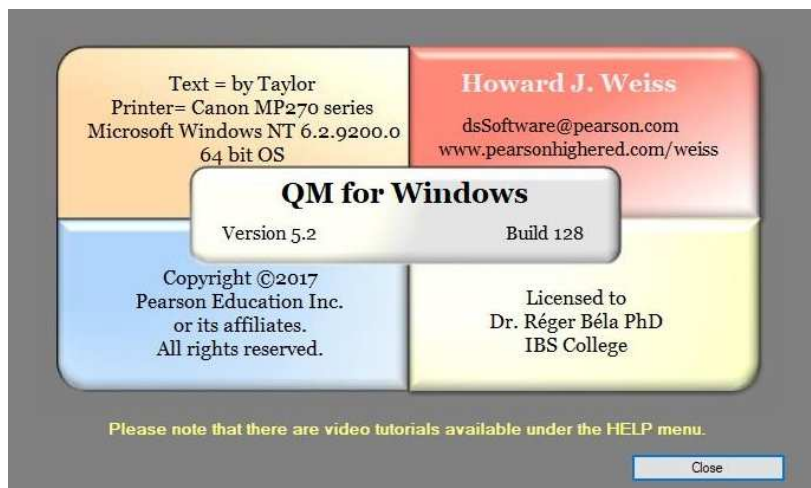 Text = by Taylor
Printer= Canon MP270 series
Microsoft Windows NT 6.2.9200.0
64 bit OS
Howard J. Weiss
dsSoftware@pearson.com
www.pearsonhighered.com/weiss
QM for Windows
Version 5.2
Build 128
Copyright ©2017
Pearson Education Inc.
or its affiliates.
All rights reserved.
Licensed to
Dr. Réger Béla PhD
IBS College
Please note that there are video tutorials available under the HELP menu.
Close